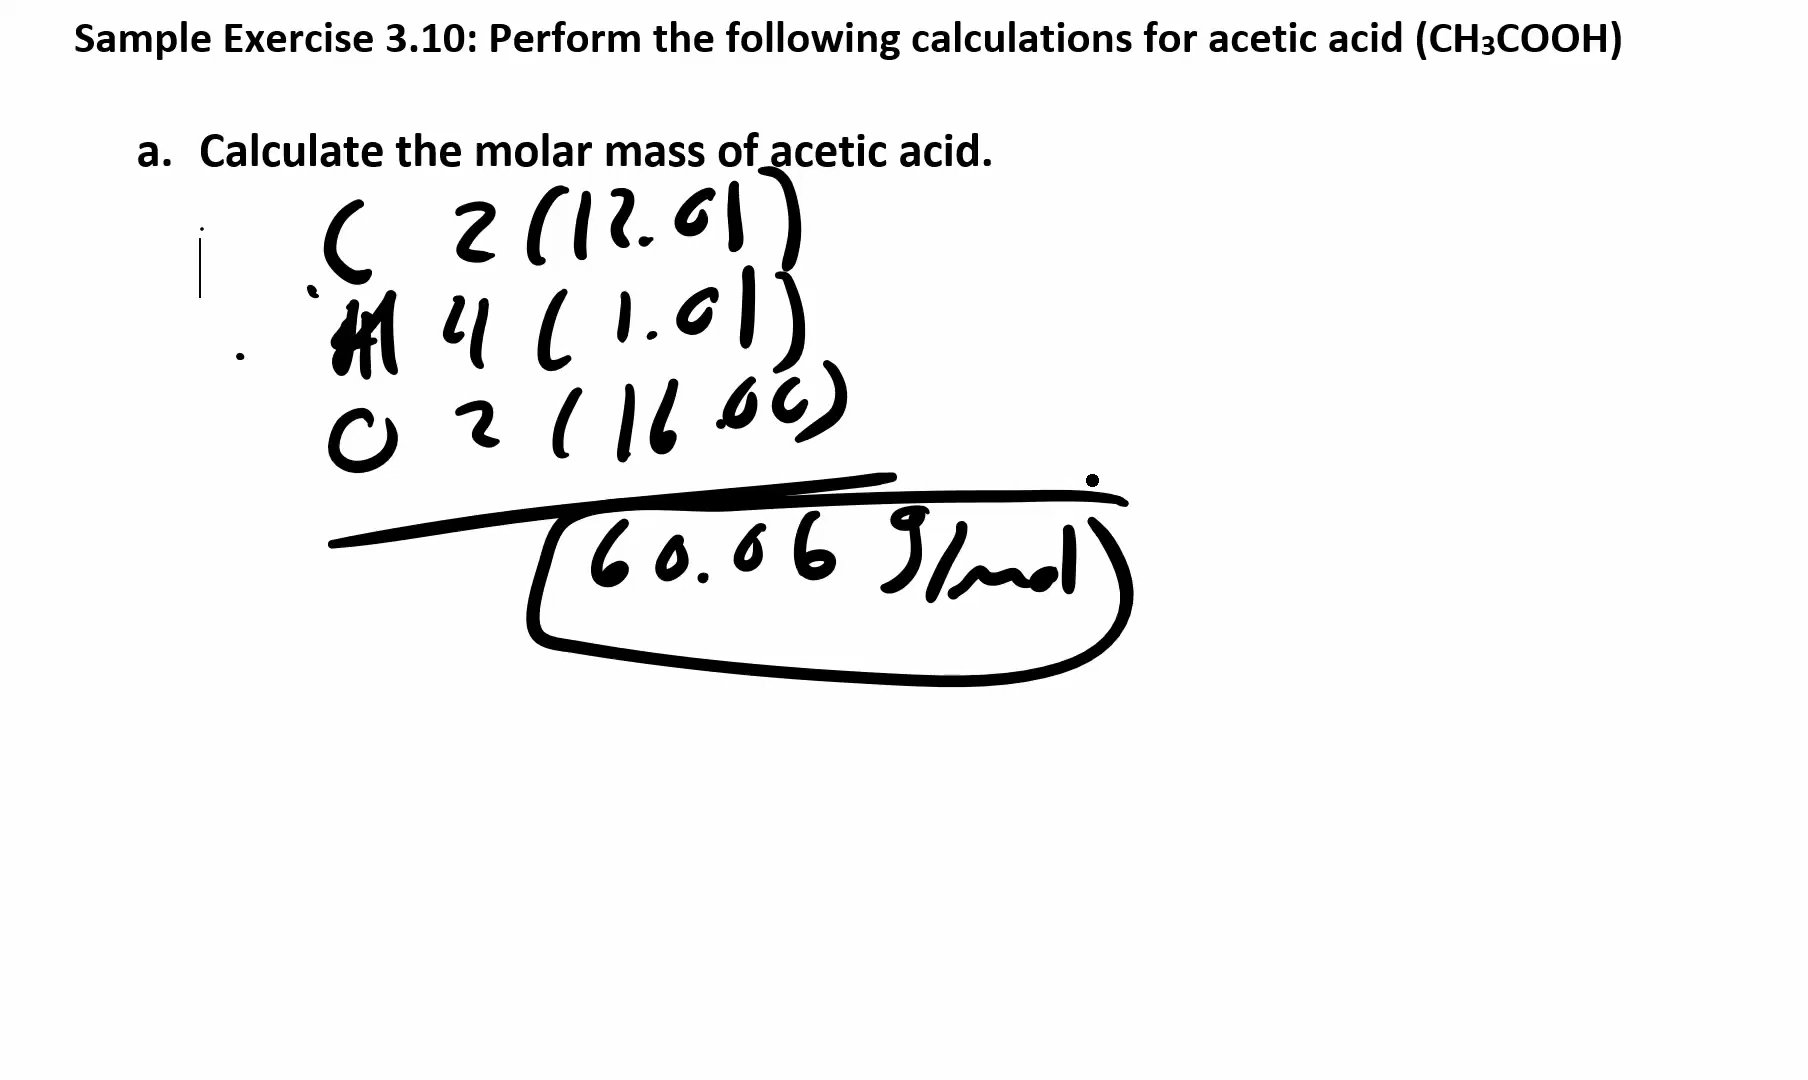 Sample Exercise 3.10: Perform the following calculations for acetic acid (CH₃COOH)
a. Calculate the molar mass of acetic acid.
C 2 (12.01)
H 4 (1.01)
O 2 (16.00)
60.06 g/mol